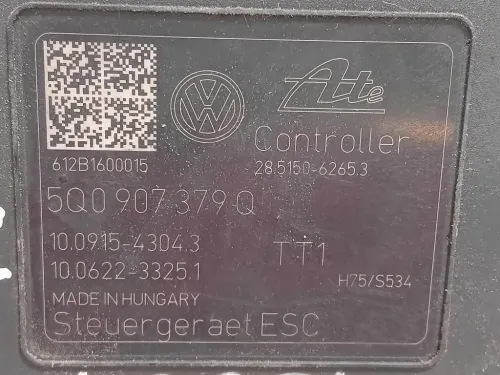 Ate
Controller
612B1600015
28.5150-6265.3
5Q0 907 379 Q
10.0915-4304.3
TT1
10.0622-3325.1
H75/S534
MADE IN HUNGARY
Steuergeraet ESC